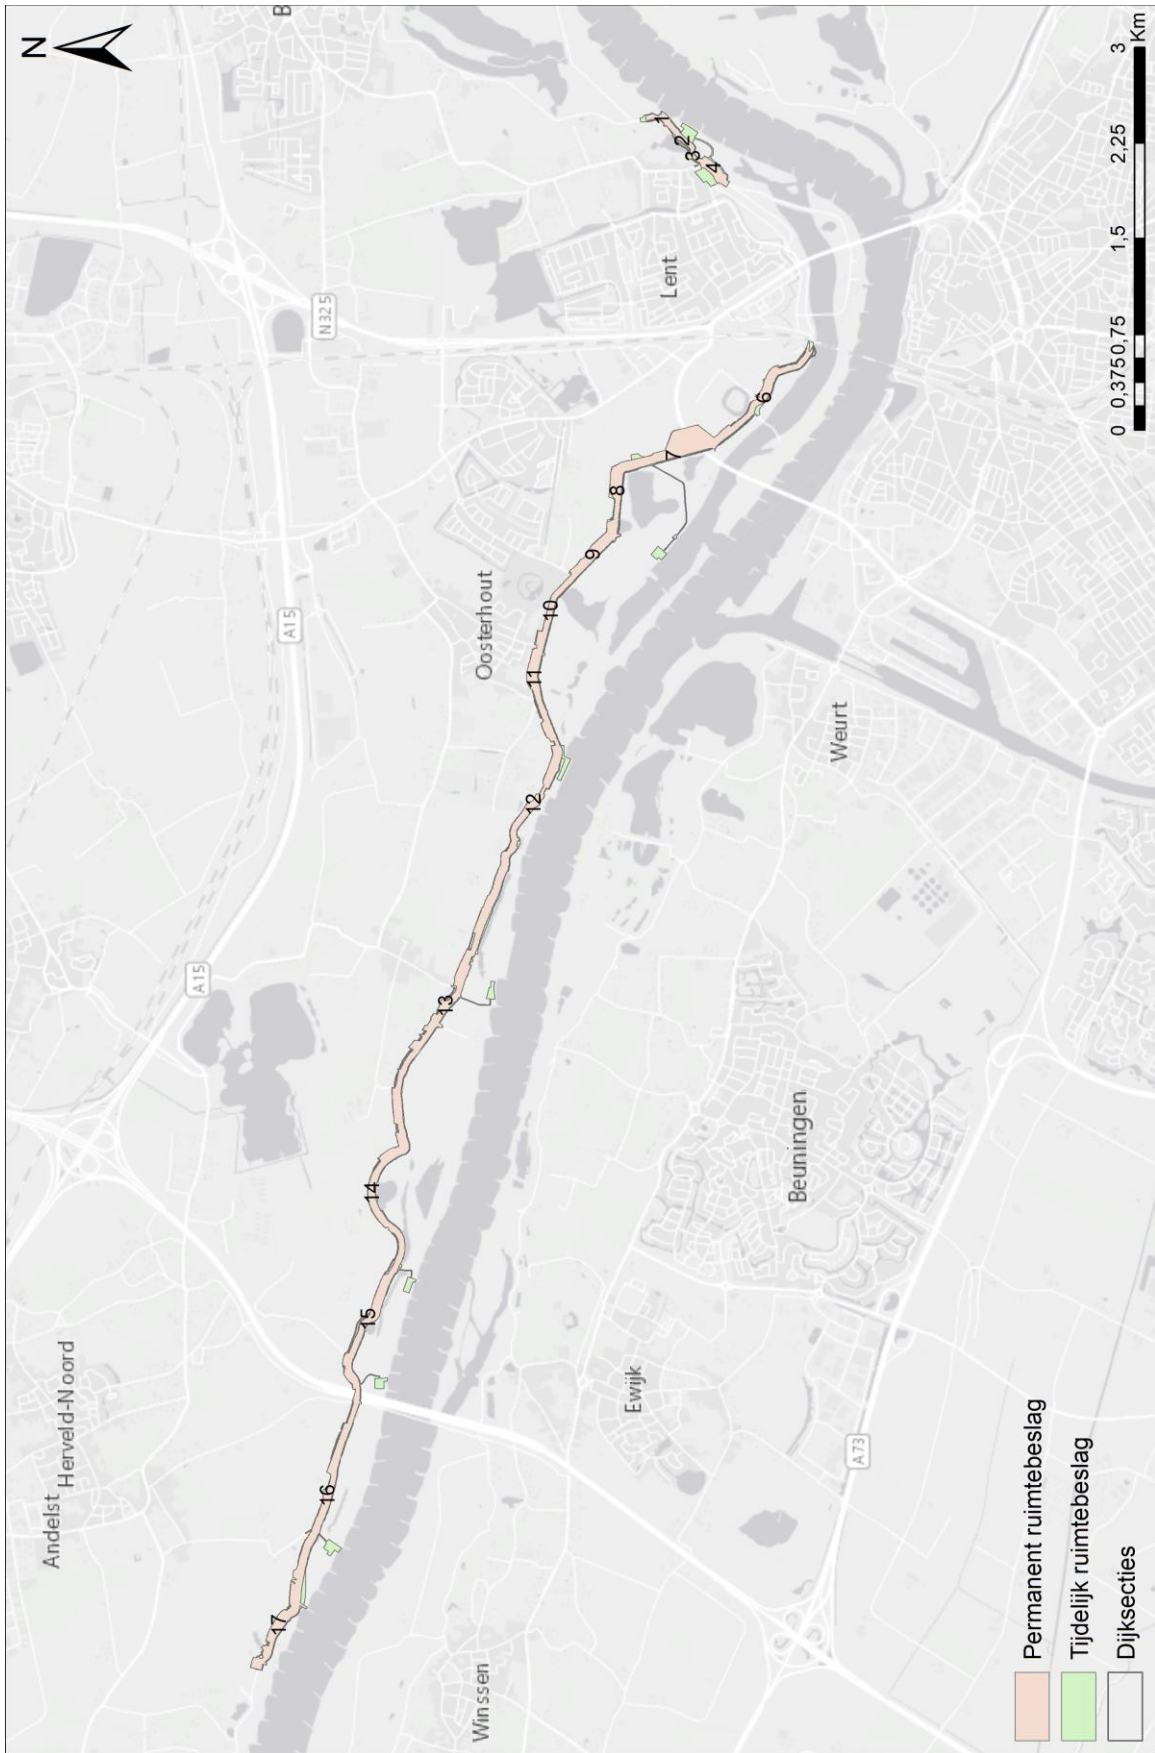 Andelst
Herveld-Noord
A15
A15
N325
B
N
Oosterhout
Lent
Winssen
Ewijk
Beuningen
Weurt
A73
17
16
15
14
13
12
11
10
9
8
7
6
4
3
2
1
Permanent ruimtebeslag
Tijdelijk ruimtebeslag
Dijksecties
0 0,375 0,75 1,5 2,25 3
Km